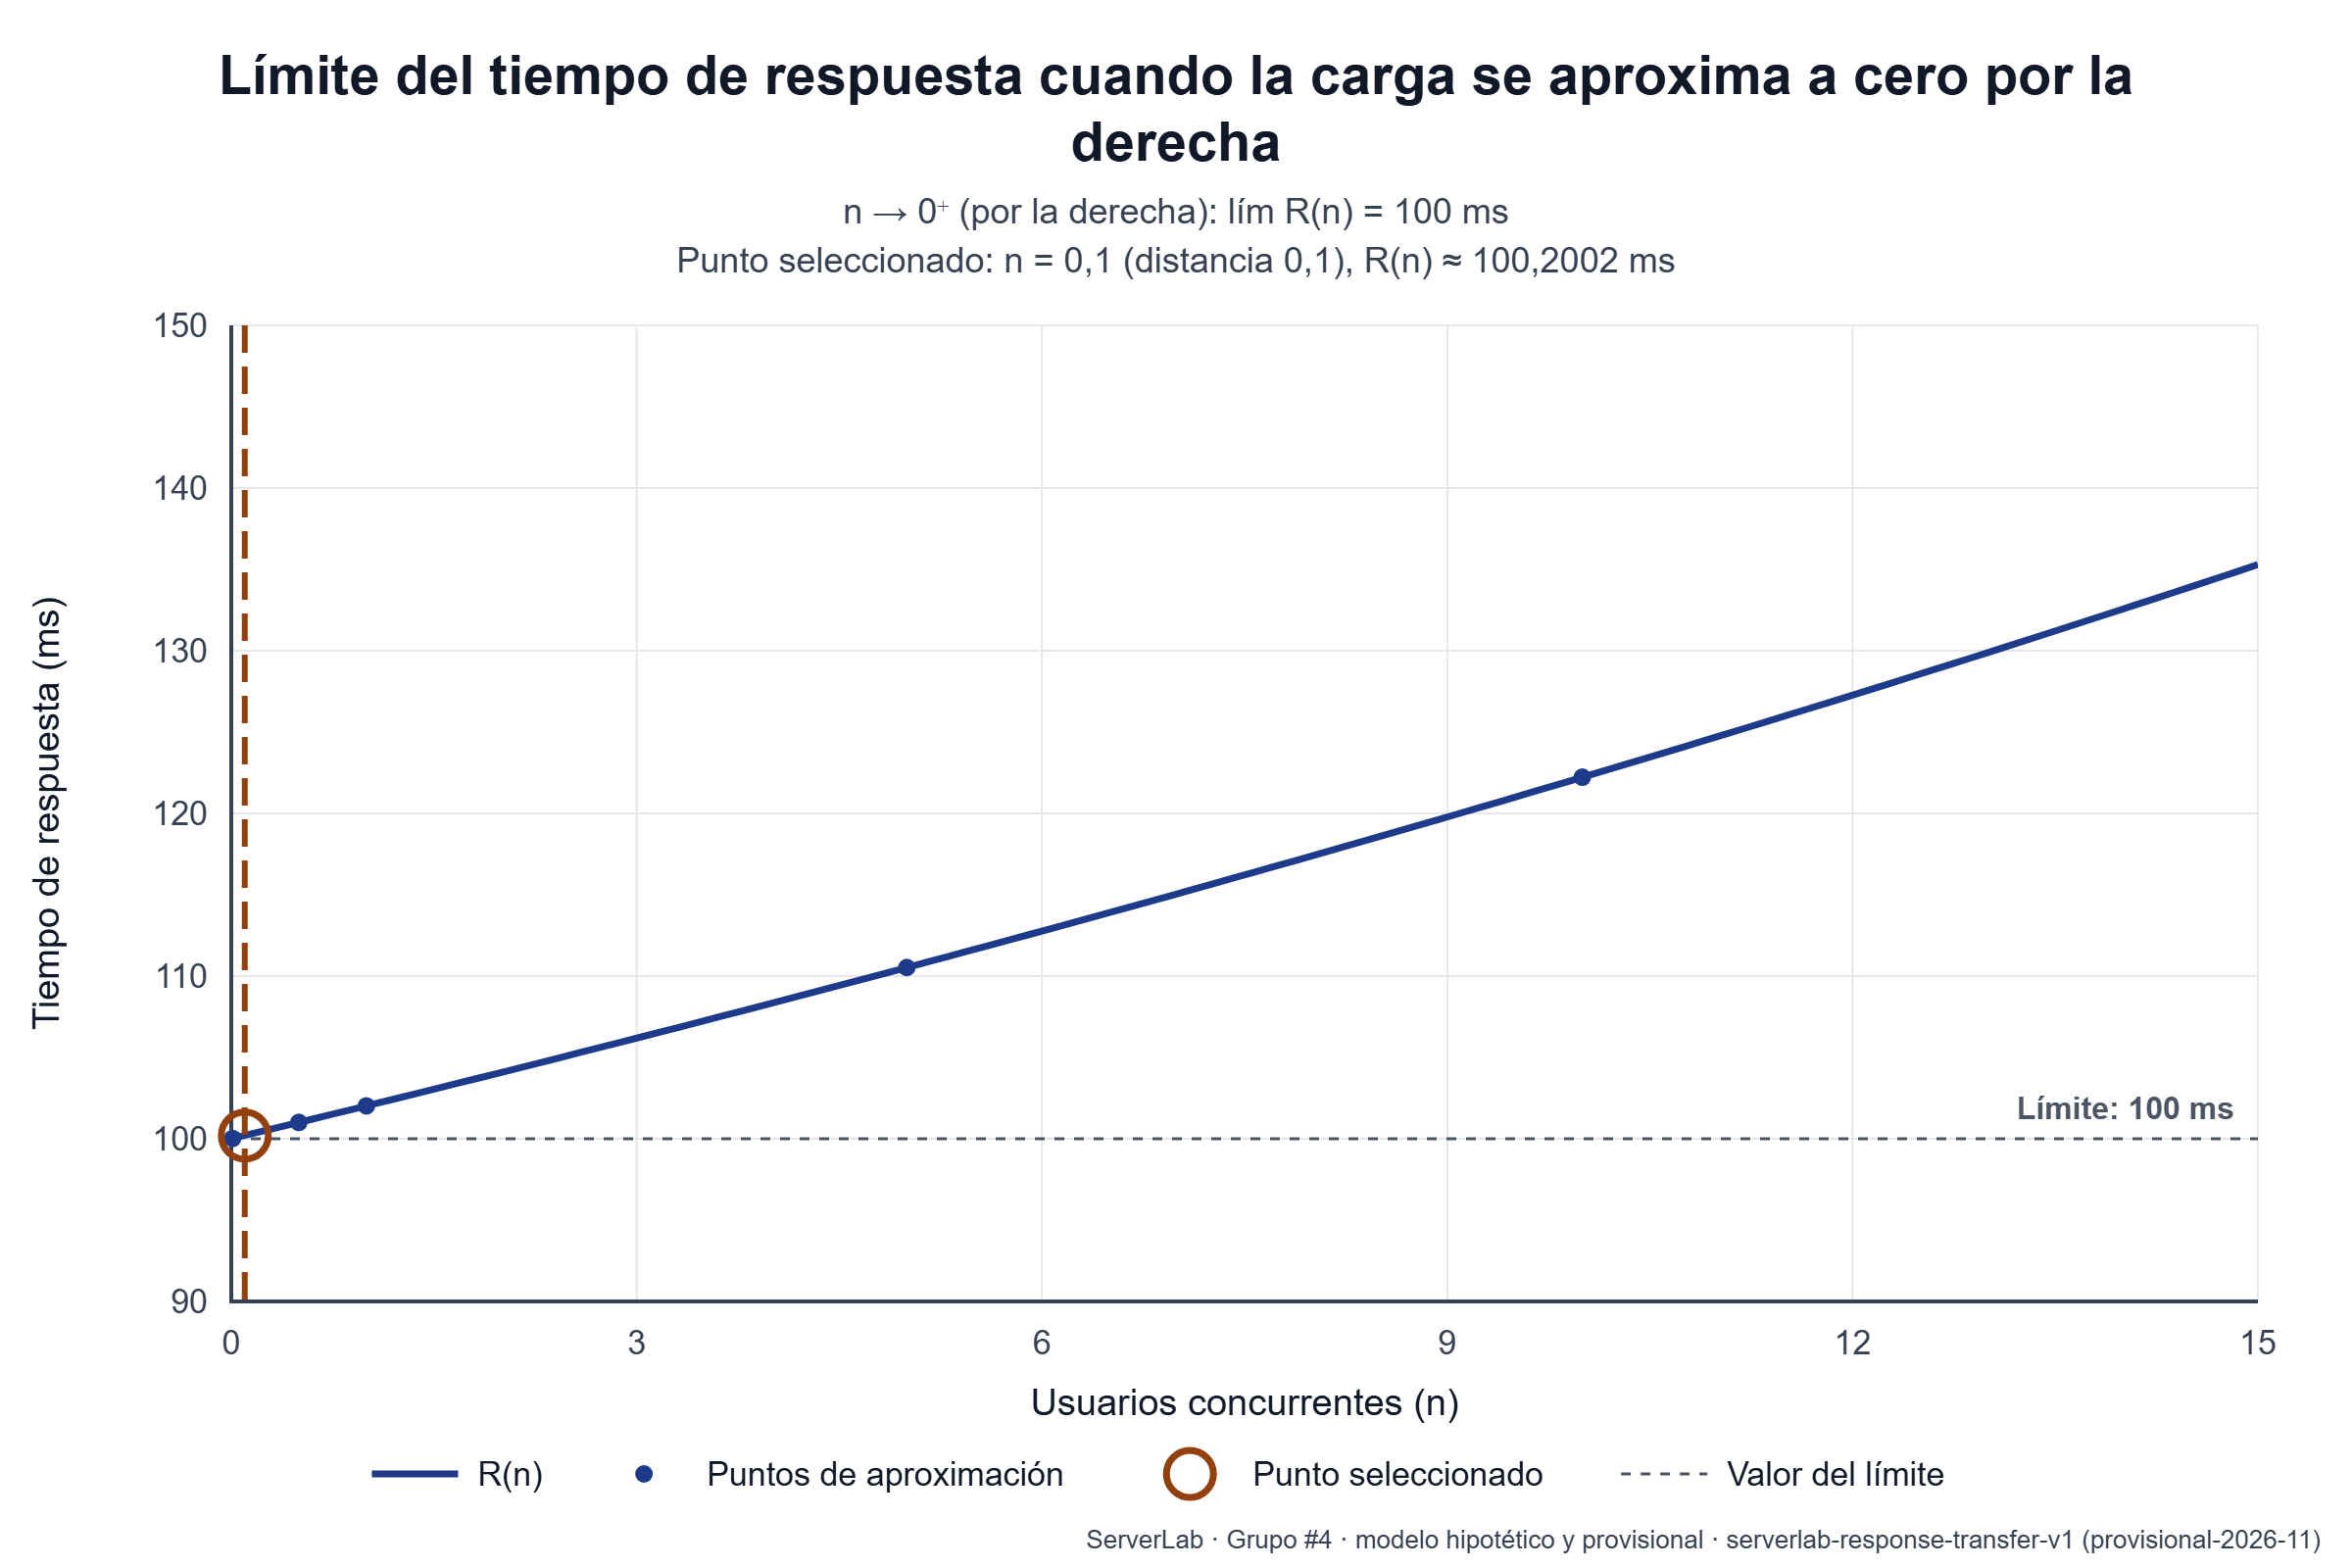 Límite del tiempo de respuesta cuando la carga se aproxima a cero por la
derecha
n → 0⁺ (por la derecha): lím R(n) = 100 ms
Punto seleccionado: n = 0,1 (distancia 0,1), R(n) ≈ 100,2002 ms
Tiempo de respuesta (ms)
150
140
130
120
110
100
90
Límite: 100 ms
0 3 6 9 12 15
Usuarios concurrentes (n)
R(n) Puntos de aproximación Punto seleccionado Valor del límite
ServerLab · Grupo #4 · modelo hipotético y provisional · serverlab-response-transfer-v1 (provisional-2026-11)